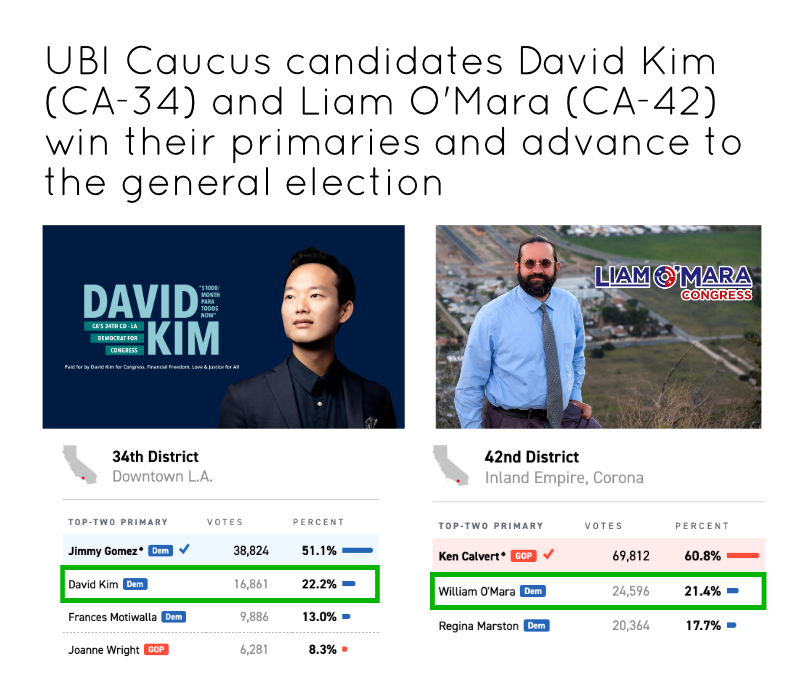 UBI Caucus candidates David Kim
(CA-34) and Liam O'Mara (CA-42)
win their primaries and advance to
the general election
DAVID
KIM
"$1000/
MONTH
PARA
TODOS
NOW"
CA'S 34TH CD - LA
DEMOCRAT FOR
CONGRESS
Paid for by David Kim for Congress. Financial Freedom, Love & Justice for All
LIAM O'MARA
CONGRESS
34th District
Downtown L.A.
TOP-TWO PRIMARY VOTES PERCENT
Jimmy Gomez* Dem 38,824 51.1%
David Kim Dem 16,861 22.2%
Frances Motiwalla Dem 9,886 13.0%
Joanne Wright GOP 6,281 8.3%
42nd District
Inland Empire, Corona
TOP-TWO PRIMARY VOTES PERCENT
Ken Calvert* GOP 69,812 60.8%
William O'Mara Dem 24,596 21.4%
Regina Marston Dem 20,364 17.7%